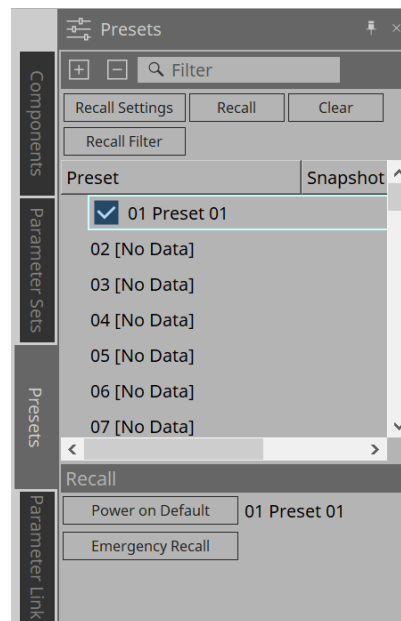 Presets
Filter
Recall Settings Recall Clear
Recall Filter
Preset Snapshot
01 Preset 01
02 [No Data]
03 [No Data]
04 [No Data]
05 [No Data]
06 [No Data]
07 [No Data]
Recall
Power on Default 01 Preset 01
Emergency Recall
Components
Parameter Sets
Presets
Parameter Link